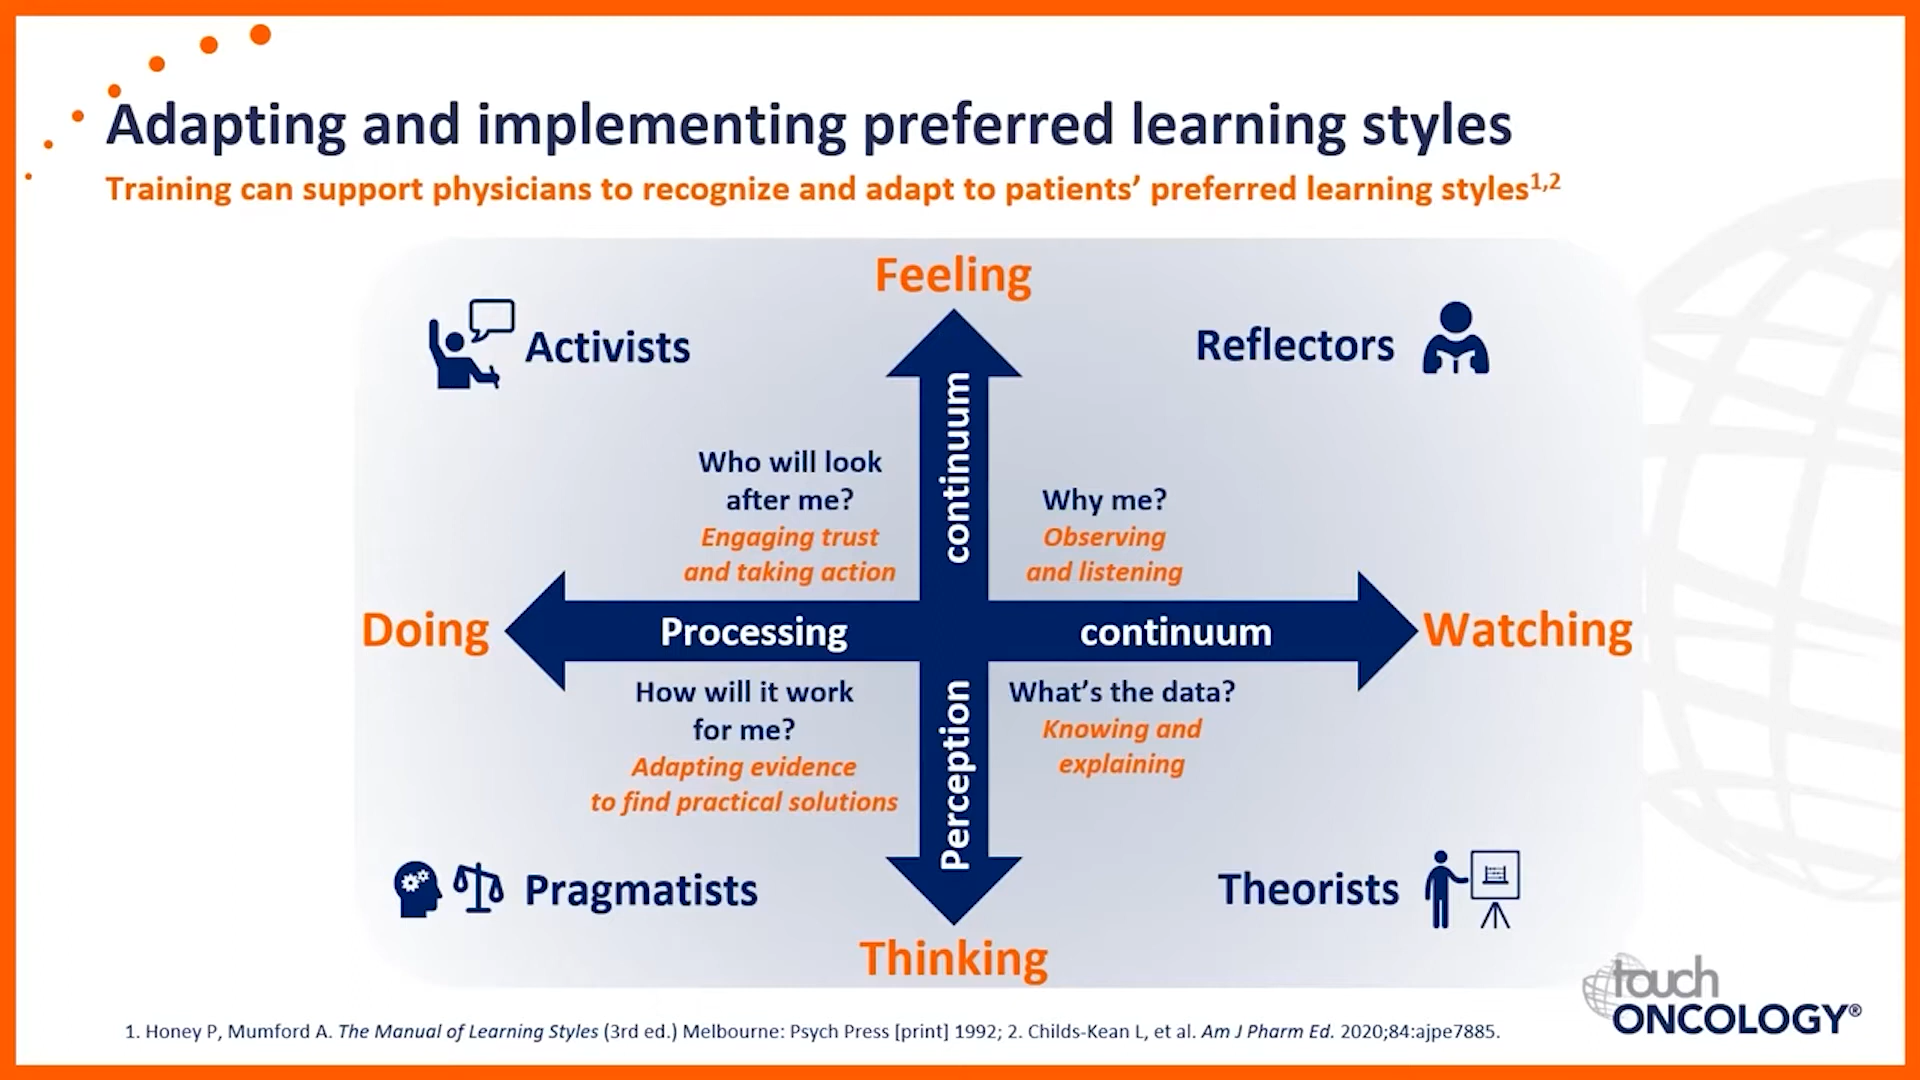 Adapting and implementing preferred learning styles
Training can support physicians to recognize and adapt to patients’ preferred learning styles1,2
Feeling
Activists
Reflectors
continuum
Who will look
after me?
Engaging trust
and taking action
Why me?
Observing
and listening
Doing
Processing
continuum
Watching
How will it work
for me?
Adapting evidence
to find practical solutions
Perception
What’s the data?
Knowing and
explaining
Pragmatists
Theorists
Thinking
touch
ONCOLOGY®
1. Honey P, Mumford A. The Manual of Learning Styles (3rd ed.) Melbourne: Psych Press [print] 1992; 2. Childs-Kean L, et al. Am J Pharm Ed. 2020;84:ajpe7885.